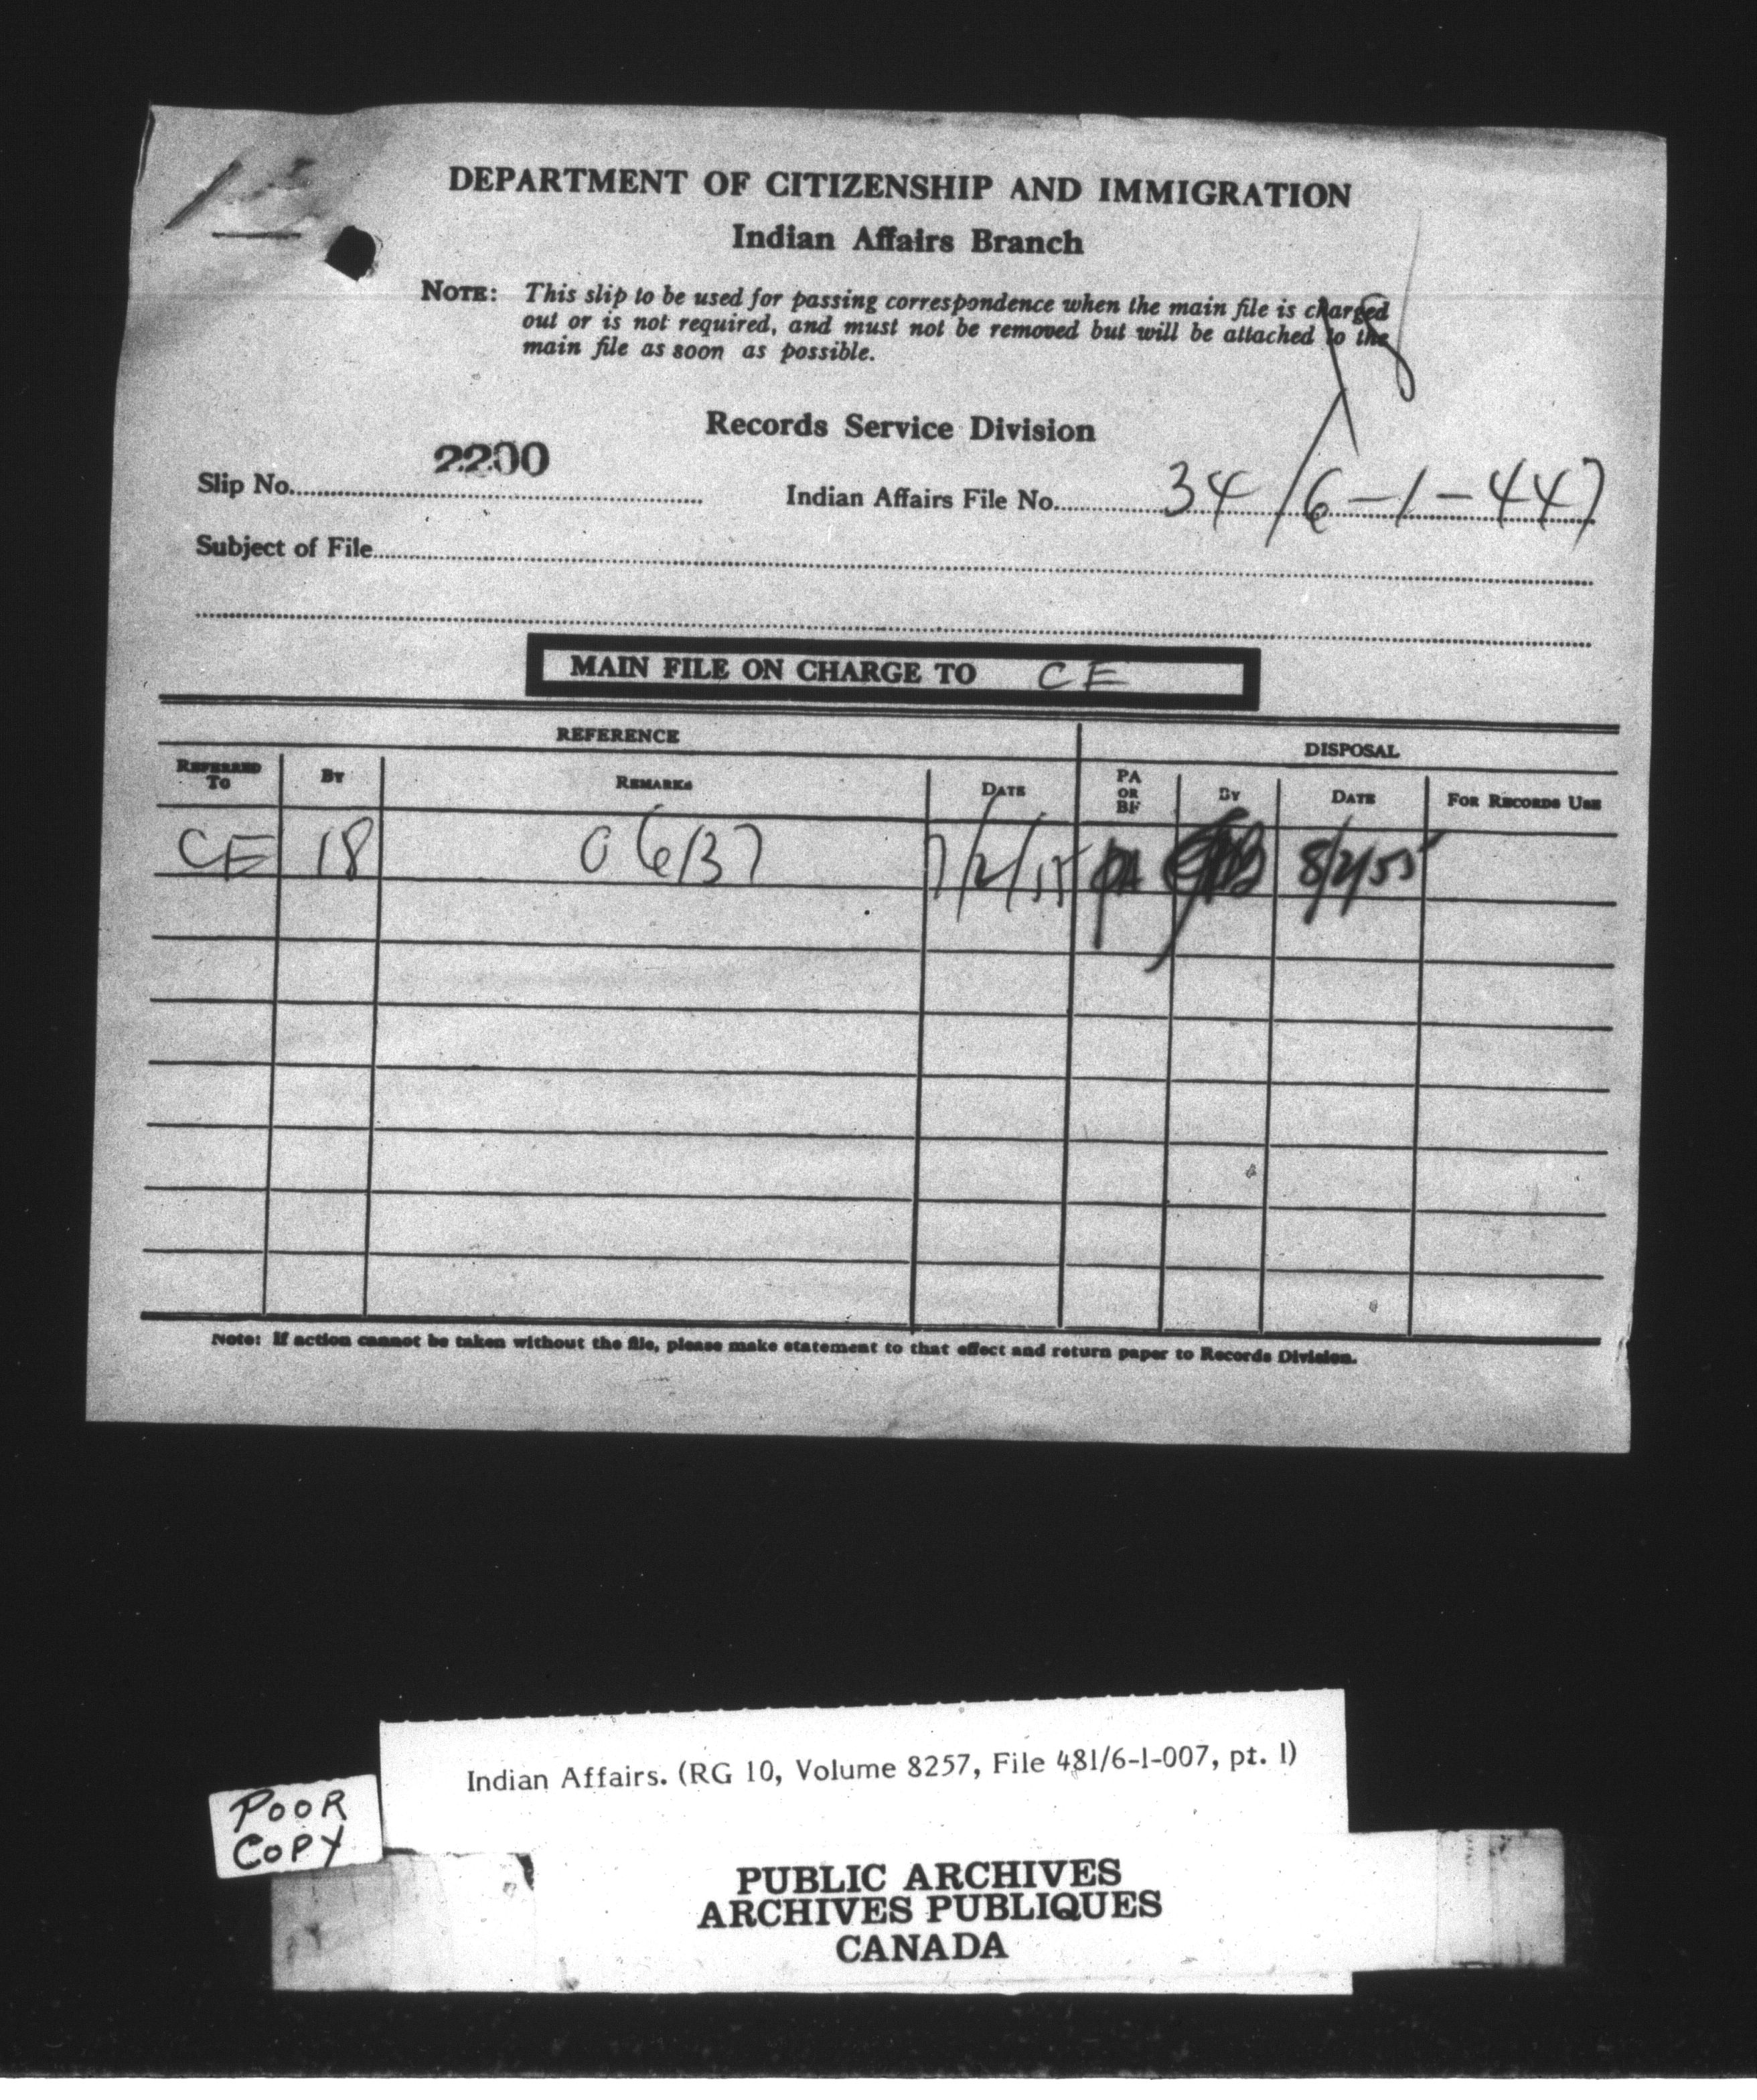 DEPARTMENT OF CITIZENSHIP AND IMMIGRATION
Indian Affairs Branch
NOTE: This slip to be used for passing correspondence when the main file is charged
out or is not required, and must not be removed but will be attached to the
main file as soon as possible.
Records Service Division
Slip No. 2200
Indian Affairs File No. 34/6-1-447
Subject of File
MAIN FILE ON CHARGE TO CE
REFERENCE DISPOSAL
REFERRED TO BY REMARKS DATE PA OR BF BY DATE FOR RECORDS USE
CE 18 06137 7/2/55 PA 8/2/55
Note: If action cannot be taken without the file, please make statement to that effect and return paper to Records Division.
Indian Affairs. (RG 10, Volume 8257, File 481/6-1-007, pt. 1)
POOR
COPY
PUBLIC ARCHIVES
ARCHIVES PUBLIQUES
CANADA